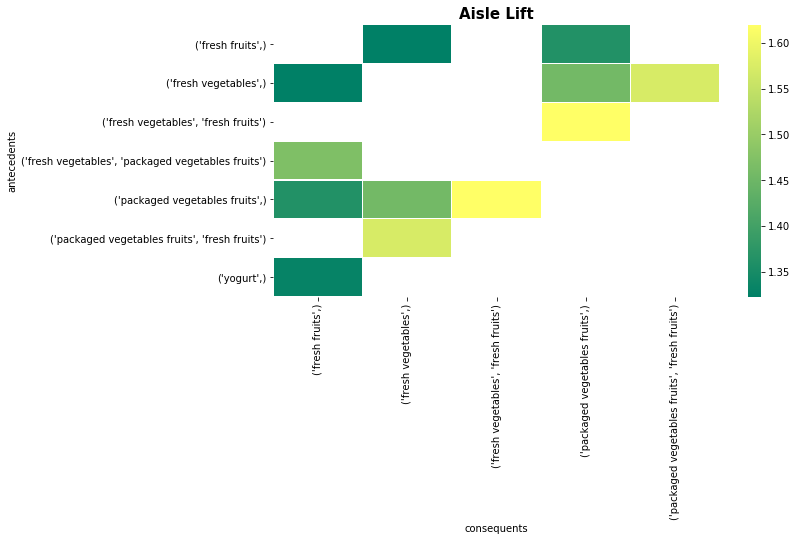 Aisle Lift
antecedents
('fresh fruits',)
('fresh vegetables',)
('fresh vegetables', 'fresh fruits')
('fresh vegetables', 'packaged vegetables fruits')
('packaged vegetables fruits',)
('packaged vegetables fruits', 'fresh fruits')
('yogurt',)
('fresh fruits',)
('fresh vegetables',)
('fresh vegetables', 'fresh fruits')
('packaged vegetables fruits',)
('packaged vegetables fruits', 'fresh fruits')
consequents
1.60
1.55
1.50
1.45
1.40
1.35